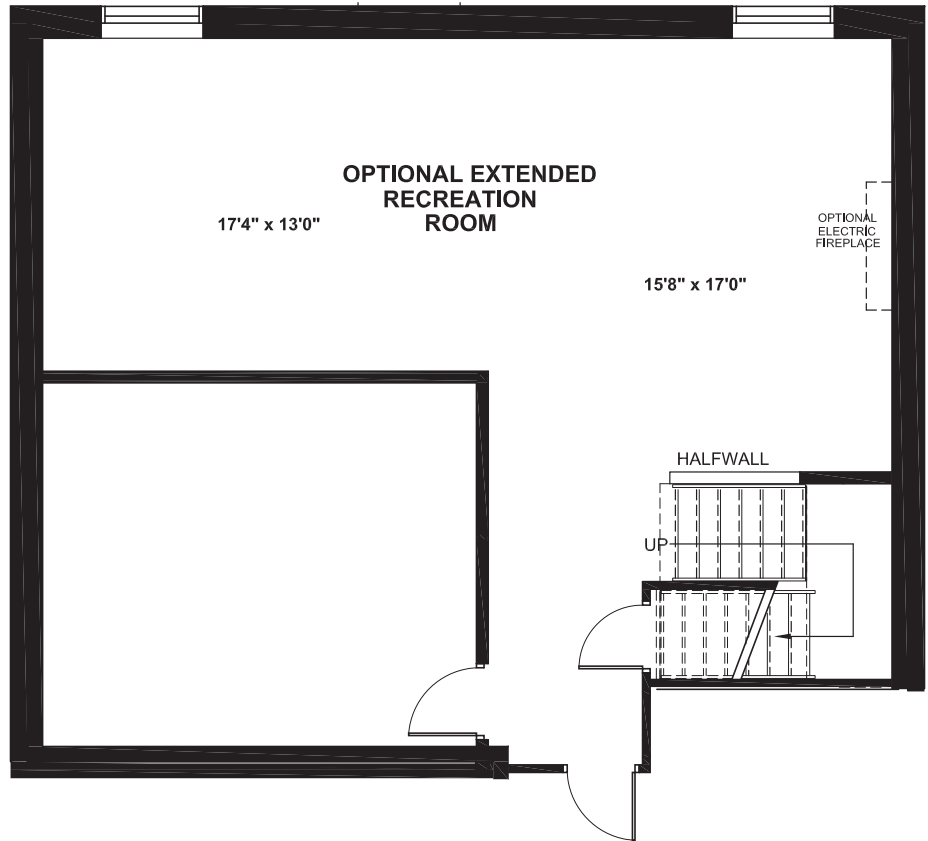 OPTIONAL EXTENDED
RECREATION
ROOM
17'4" x 13'0"
OPTIONAL
ELECTRIC
FIREPLACE
15'8" x 17'0"
HALFWALL
UP